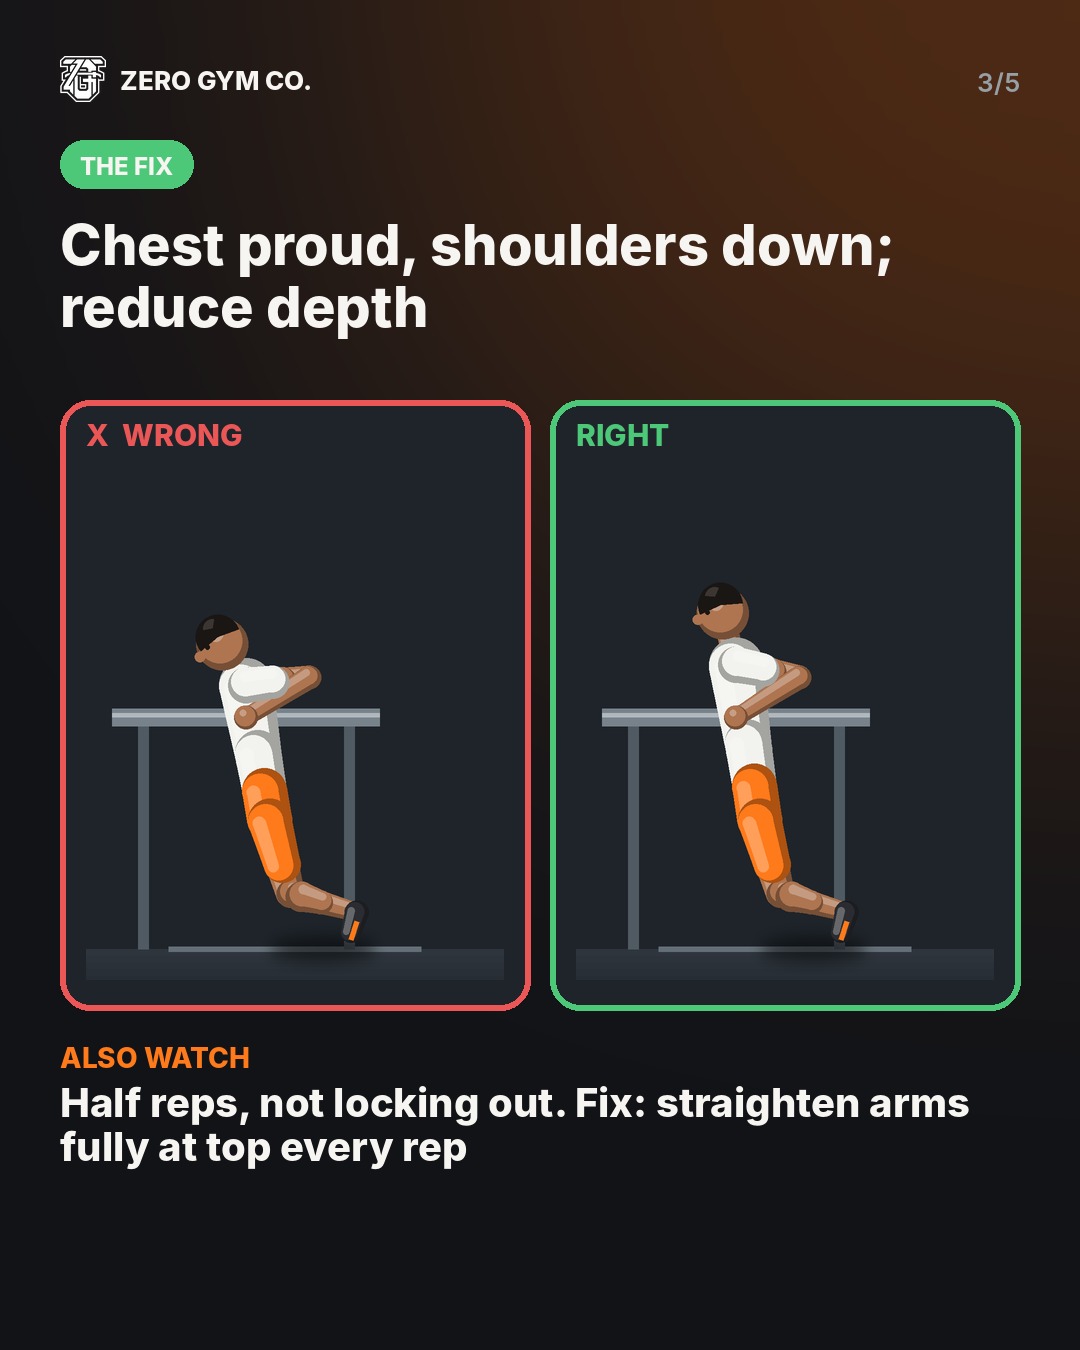 ZERO GYM CO.
3/5
THE FIX
Chest proud, shoulders down;
reduce depth
X WRONG
RIGHT
ALSO WATCH
Half reps, not locking out. Fix: straighten arms
fully at top every rep